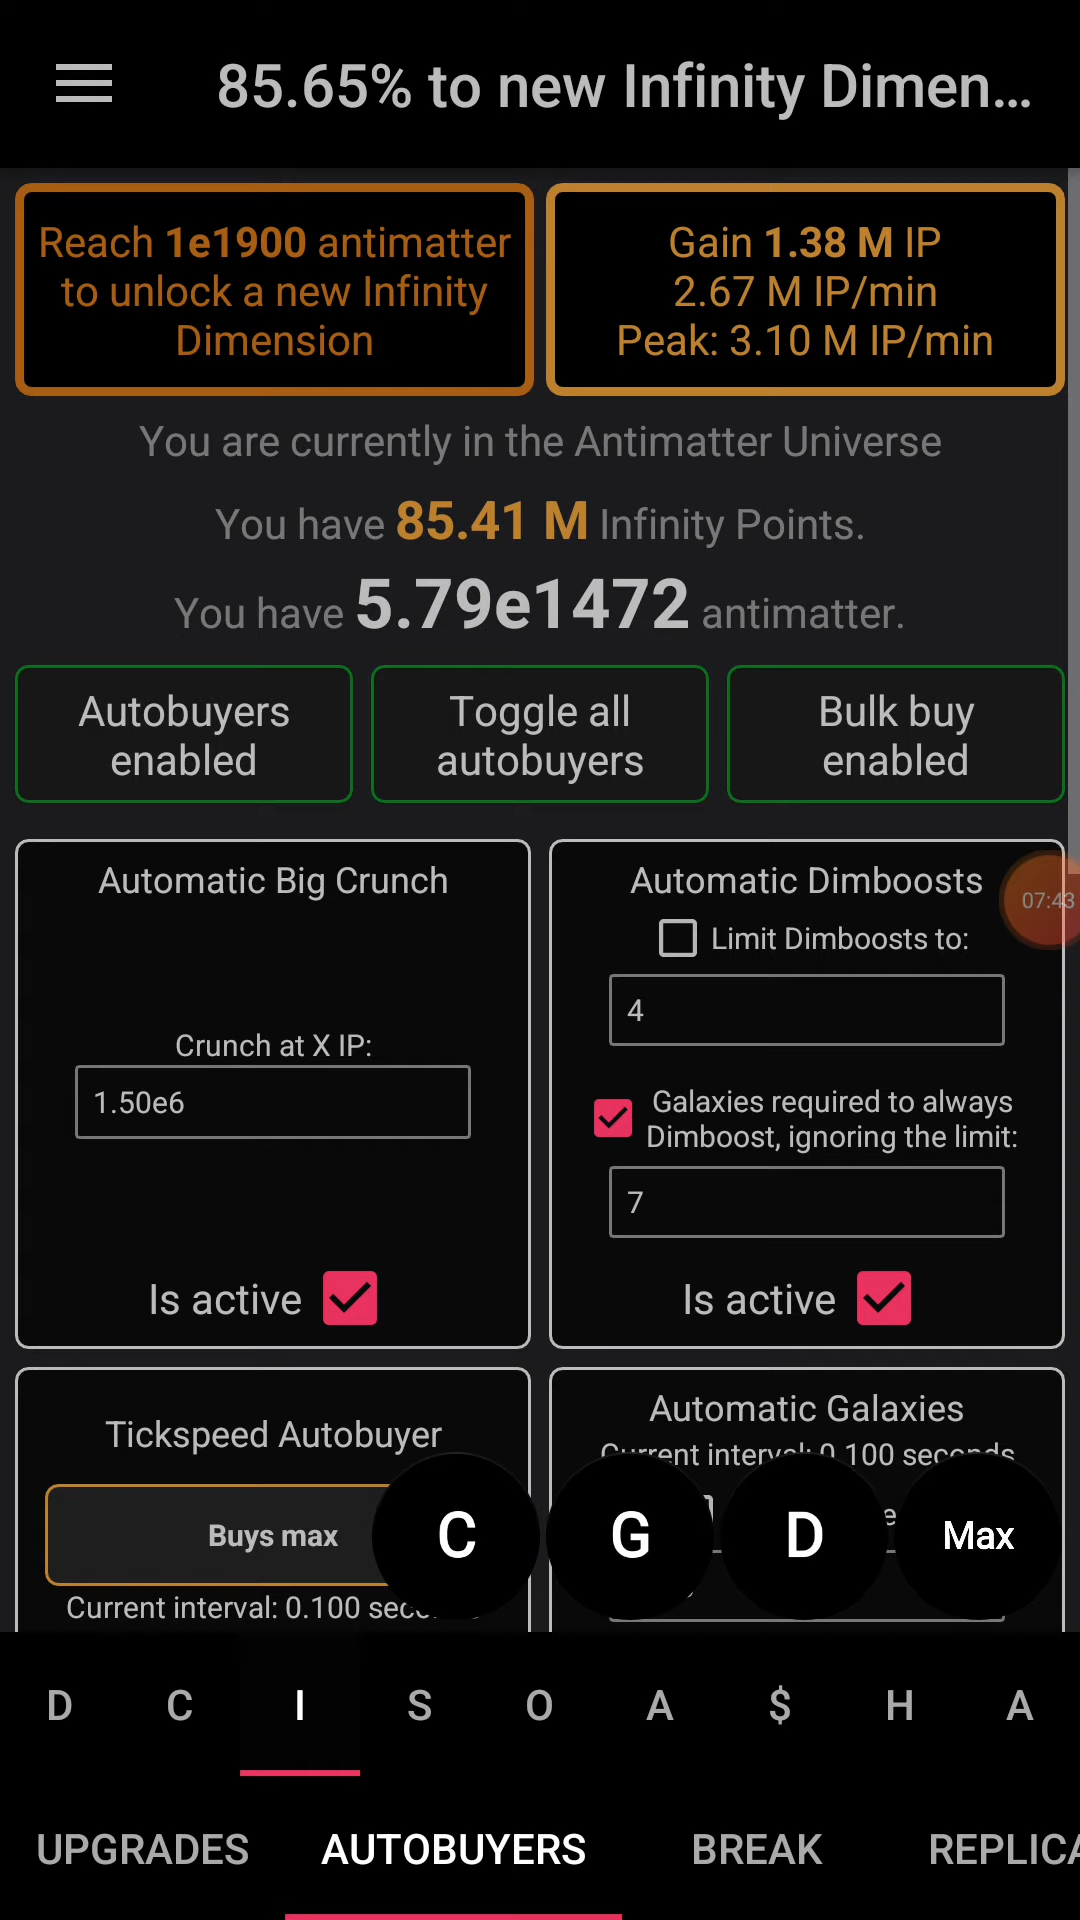 85.65% to new Infinity Dimen...
Reach 1e1900 antimatter
to unlock a new Infinity
Dimension
Gain 1.38 M IP
2.67 M IP/min
Peak: 3.10 M IP/min
You are currently in the Antimatter Universe
You have 85.41 M Infinity Points.
You have 5.79e1472 antimatter.
Autobuyers
enabled
Toggle all
autobuyers
Bulk buy
enabled
Automatic Big Crunch
Crunch at X IP:
1.50e6
Is active
Automatic Dimboosts
Limit Dimboosts to:
4
Galaxies required to always
Dimboost, ignoring the limit:
7
Is active
07:43
Tickspeed Autobuyer
Buys max
Current interval: 0.100
Automatic Galaxies
Current interval: 0.100 seconds
C
G
D
Max
D C I S O A $ H A
UPGRADES AUTOBUYERS BREAK REPLICA